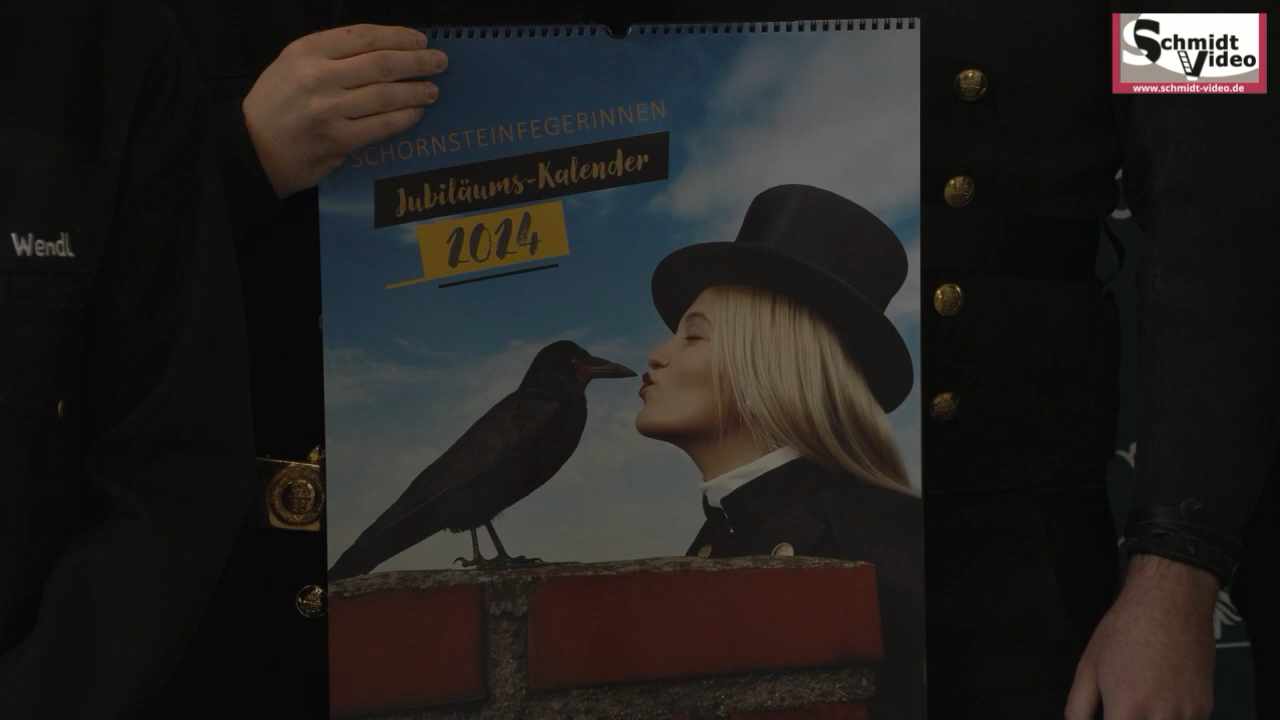 Schmidt
Video
www.schmidt-video.de
SCHORNSTEINFEGERINNEN
Jubiläums-Kalender
2024
Wendl